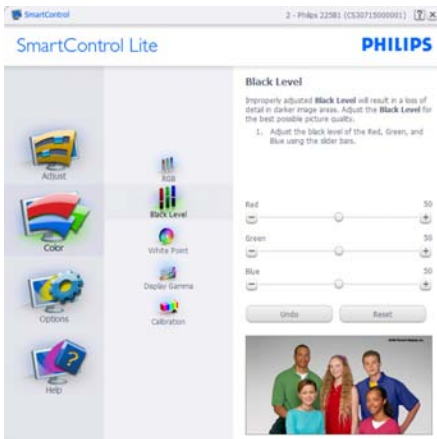 SmartControl
2 - Philips 225B1 (CS30715000001)
SmartControl Lite
PHILIPS
Adjust
Color
Options
Help
RGB
Black Level
White Point
Display Gamma
Calibration
Black Level
Improperly adjusted Black Level will result in a loss of
detail in darker image areas. Adjust the Black Level for
the best possible picture quality.
1. Adjust the black level of the Red, Green, and
Blue using the slider bars.
Red 50
Green 50
Blue 50
Undo Reset